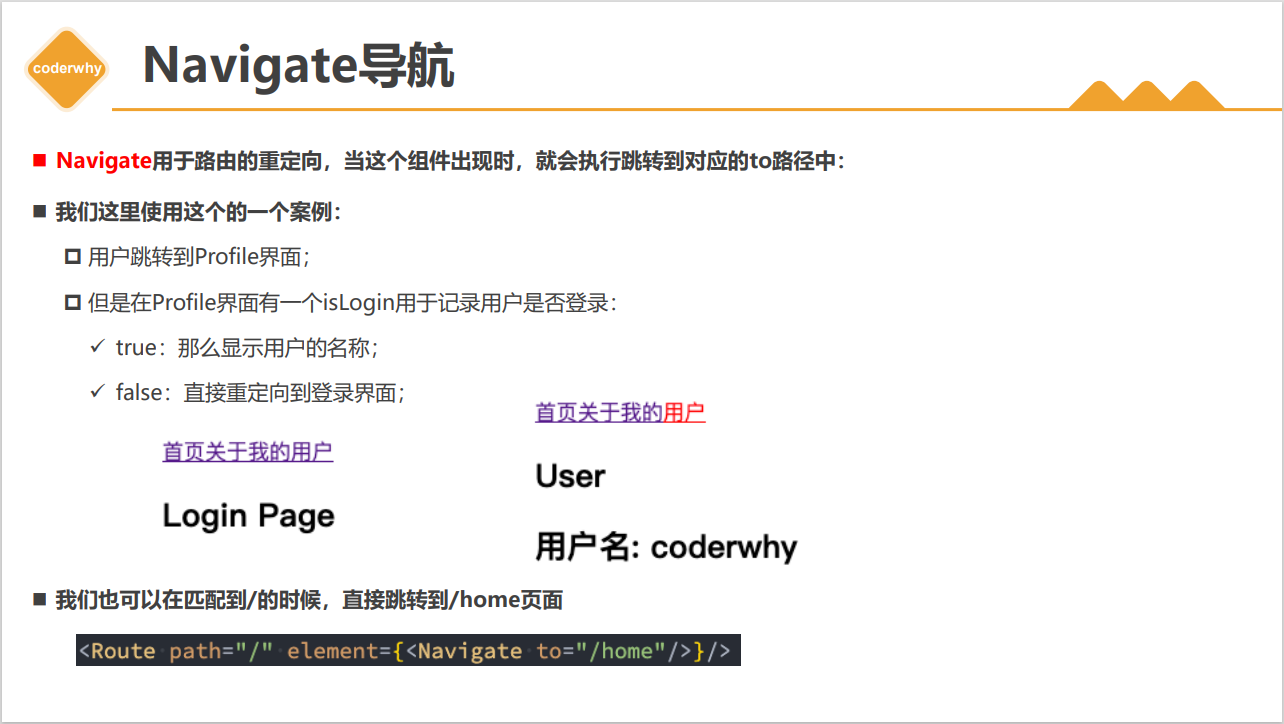 coderwhy
Navigate导航
Navigate用于路由的重定向，当这个组件出现时，就会执行跳转到对应的to路径中：
我们这里使用这个的一个案例：
用户跳转到Profile界面；
但是在Profile界面有一个isLogin用于记录用户是否登录：
true：那么显示用户的名称；
false：直接重定向到登录界面；
首页关于我的用户
Login Page
首页关于我的用户
User
用户名: coderwhy
我们也可以在匹配到/的时候，直接跳转到/home页面
<Route path="/" element={<Navigate to="/home"/>}/>